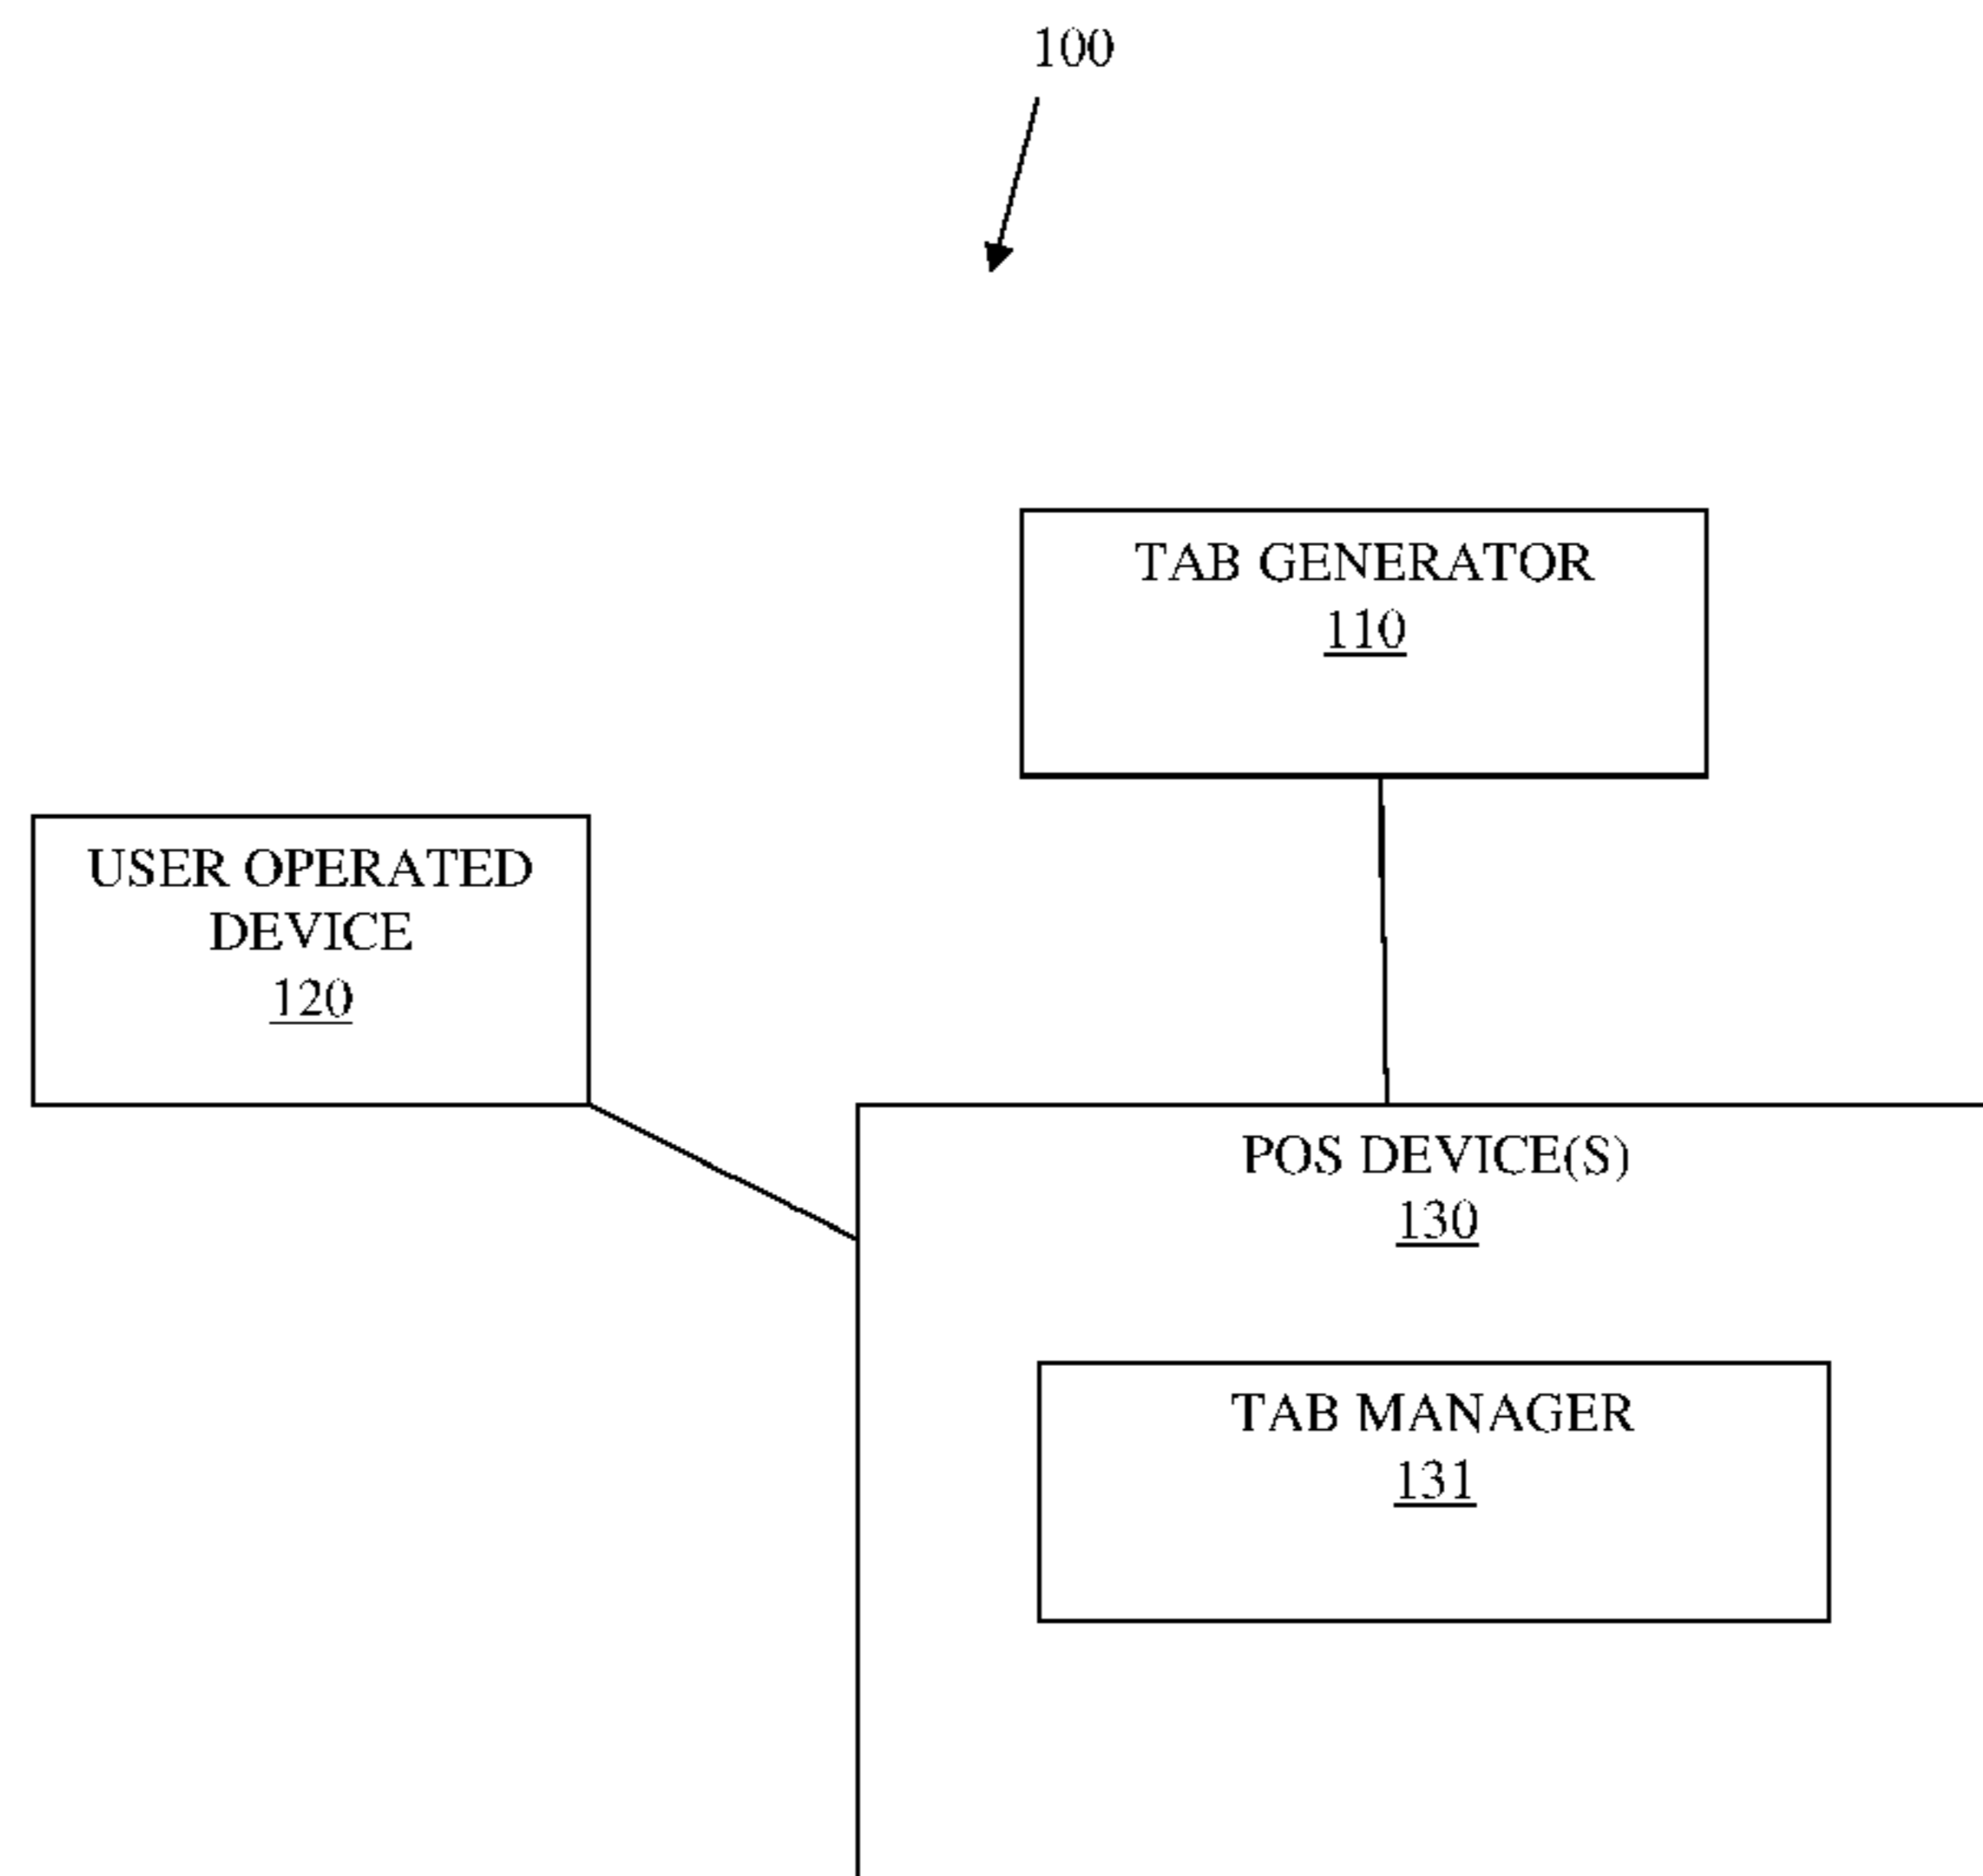 100
TAB GENERATOR
110
USER OPERATED
DEVICE
120
POS DEVICE(S)
130
TAB MANAGER
131